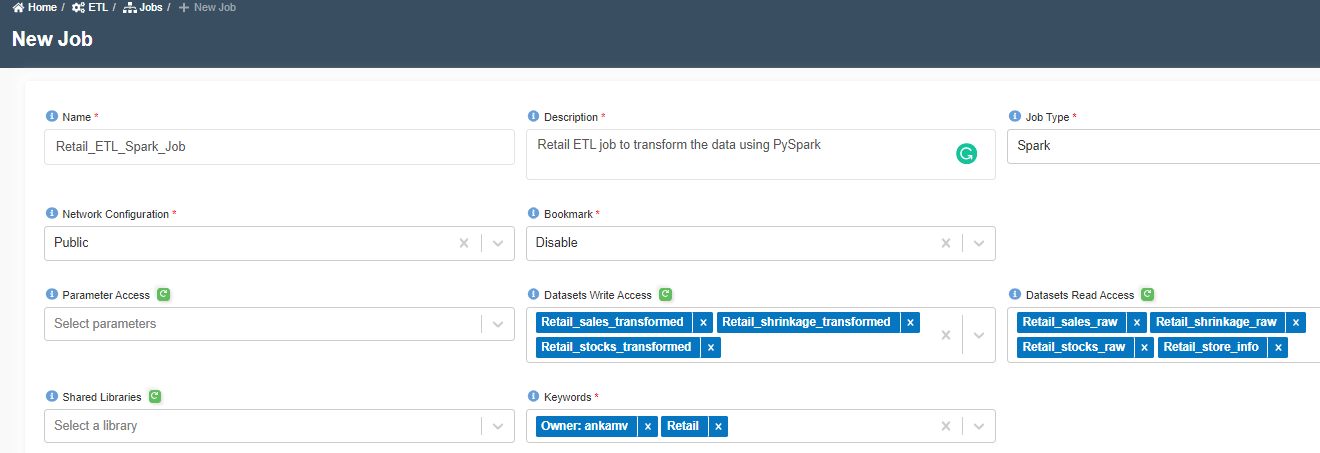 Home / ETL / Jobs / New Job
New Job
Name * Description * Job Type *
Retail_ETL_Spark_Job Retail ETL job to transform the data using PySpark Spark
Network Configuration * Bookmark *
Public Disable
Parameter Access Datasets Write Access Datasets Read Access
Select parameters Retail_sales_transformed x Retail_shrinkage_transformed x Retail_sales_raw x Retail_shrinkage_raw x
Retail_stocks_transformed x Retail_stocks_raw x Retail_store_info x
Shared Libraries Keywords *
Select a library Owner: ankamv x Retail x